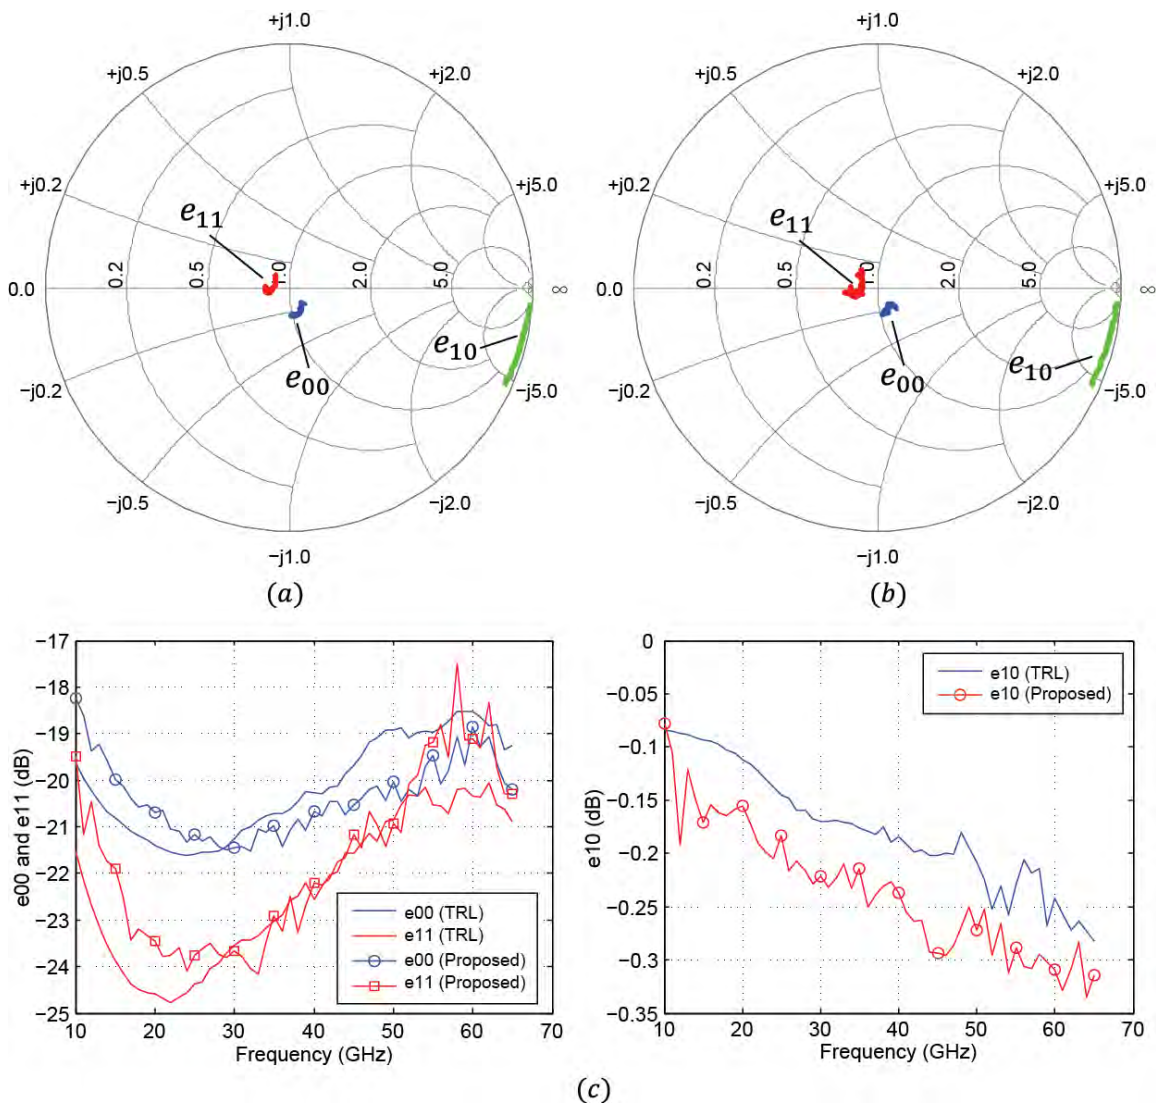 +j1.0
+j1.0
+j0.5
+j2.0
+j0.5
+j2.0
+j0.2
+j5.0
+j0.2
+j5.0
e11
e11
0.0
0.2
0.5
1.0
2.0
5.0
∞
0.0
0.2
0.5
1.0
2.0
5.0
∞
e10
e00
e10
e00
−j0.2
−j5.0
−j0.2
−j5.0
−j0.5
−j2.0
−j0.5
−j2.0
−j1.0
−j1.0
(a)
(b)
−17
−18
−19
−20
−21
−22
−23
−24
−25
e00 and e11 (dB)
e00 (TRL)
e11 (TRL)
e00 (Proposed)
e11 (Proposed)
10 20 30 40 50 60 70
Frequency (GHz)
0
−0.05
−0.1
−0.15
−0.2
−0.25
−0.3
−0.35
e10 (dB)
e10 (TRL)
e10 (Proposed)
10 20 30 40 50 60 70
Frequency (GHz)
(c)